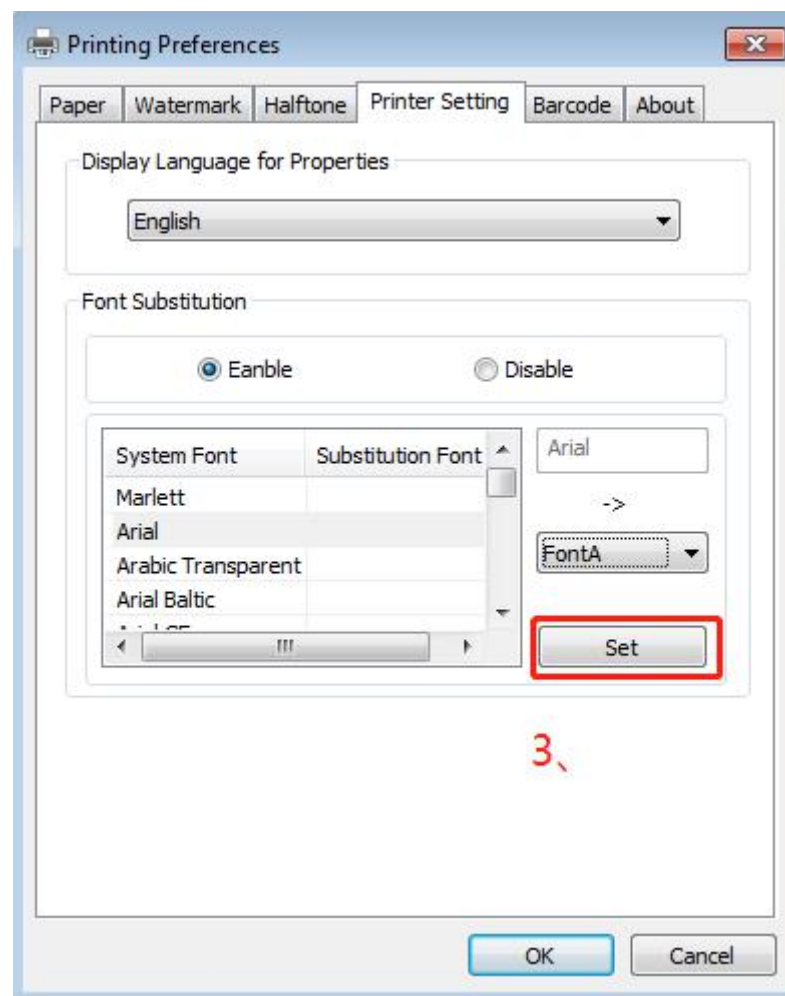 Printing Preferences
Paper Watermark Halftone Printer Setting Barcode About
Display Language for Properties
English
Font Substitution
Eanble Disable
System Font Substitution Font
Arial
Marlett
->
Arial
FontA
Arabic Transparent
Arial Baltic
Set
3、
OK Cancel